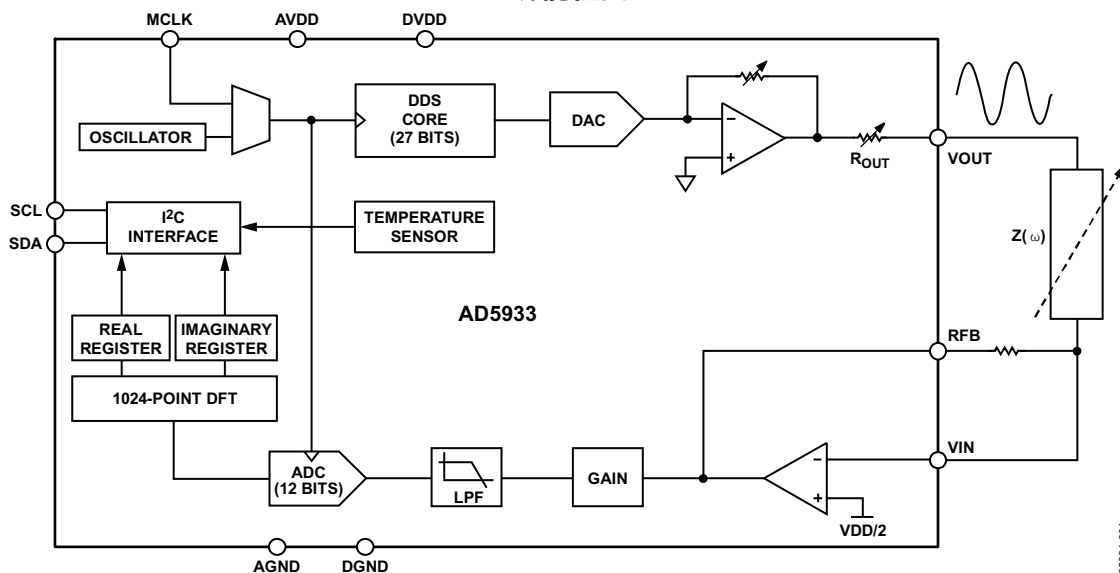 MCLK
AVDD
DVDD
OSCILLATOR
DDS
CORE
(27 BITS)
DAC
−
+
ROUT
VOUT
SCL
SDA
I2C
INTERFACE
TEMPERATURE
SENSOR
Z(ω)
AD5933
REAL
REGISTER
IMAGINARY
REGISTER
RFB
1024-POINT DFT
ADC
(12 BITS)
LPF
GAIN
−
+
VDD/2
VIN
AGND
DGND